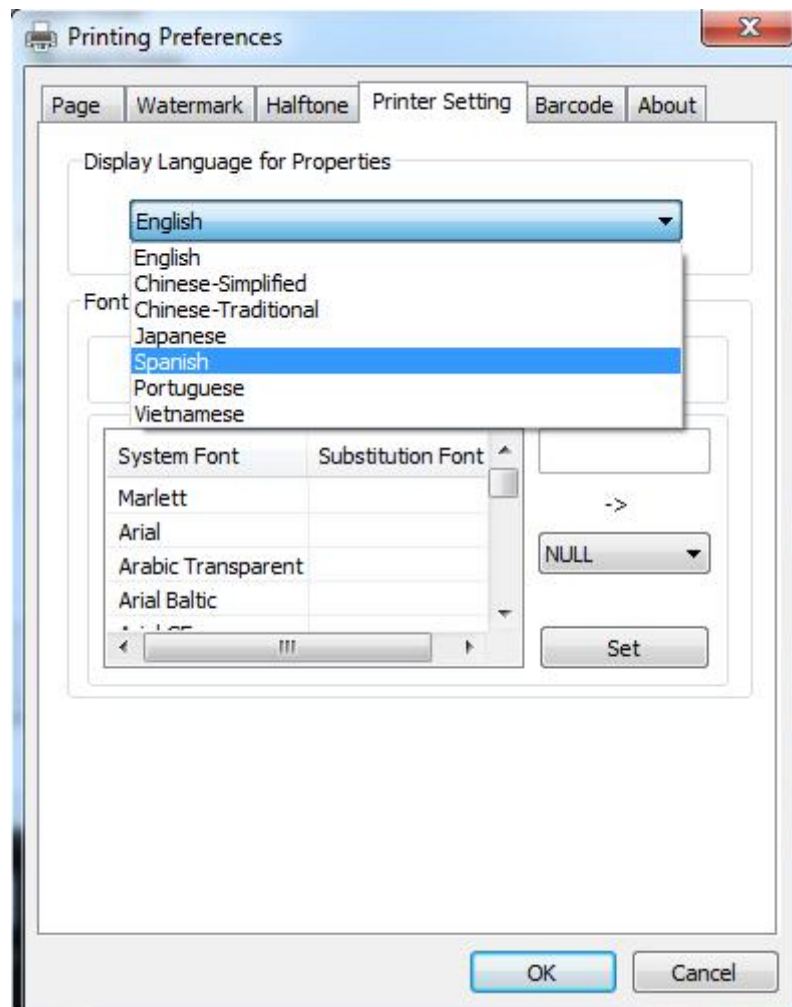 Printing Preferences
Page Watermark Halftone Printer Setting Barcode About
Display Language for Properties
English
English
Chinese-Simplified
Font
Chinese-Traditional
Japanese
Spanish
Portuguese
Vietnamese
System Font Substitution Font
Marlett
->
Arial
NULL
Arabic Transparent
Arial Baltic
Set
OK Cancel